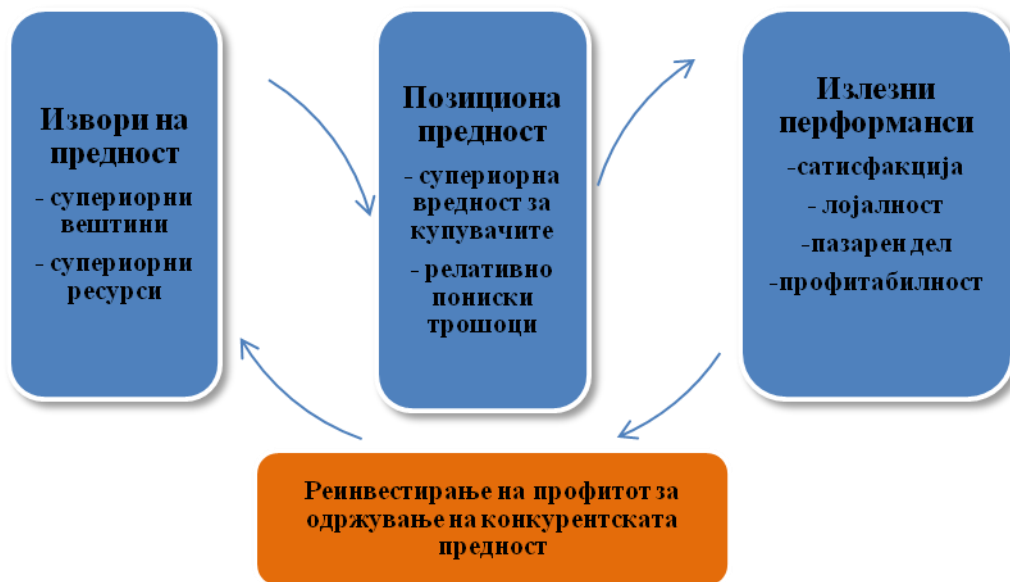 Извори на
предност
- супериорни
вештини
- супериорни
ресурси
Позициона
предност
- супериорна
вредност за
купувачите
- релативно
пониски
трошоци
Излезни
перформанси
-сатисфакција
- лојалност
- пазарен дел
-профитабилност
Реинвестирање на профитот за
одржување на конкурентската
предност